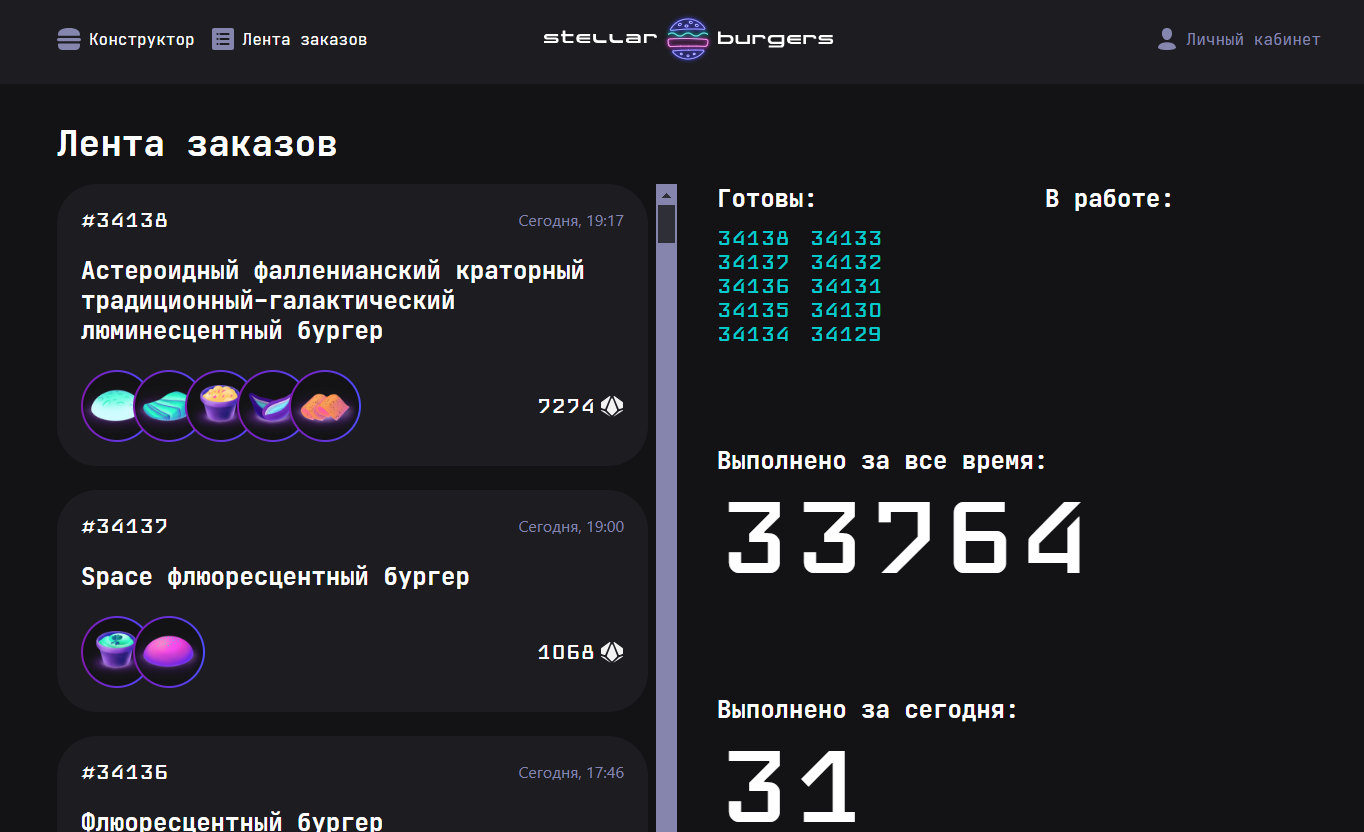 Конструктор
Лента заказов
stellar burgers
Личный кабинет
Лента заказов
#34138
Сегодня, 19:17
Астероидный фалленианский краторный
традиционный-галактический
люминесцентный бургер
7274
#34137
Сегодня, 19:00
Space флюоресцентный бургер
1068
#34136
Сегодня, 17:46
Флюоресцентный бургер
Готовы:
34138 34133
34137 34132
34136 34131
34135 34130
34134 34129
В работе:
Выполнено за все время:
33764
Выполнено за сегодня:
31